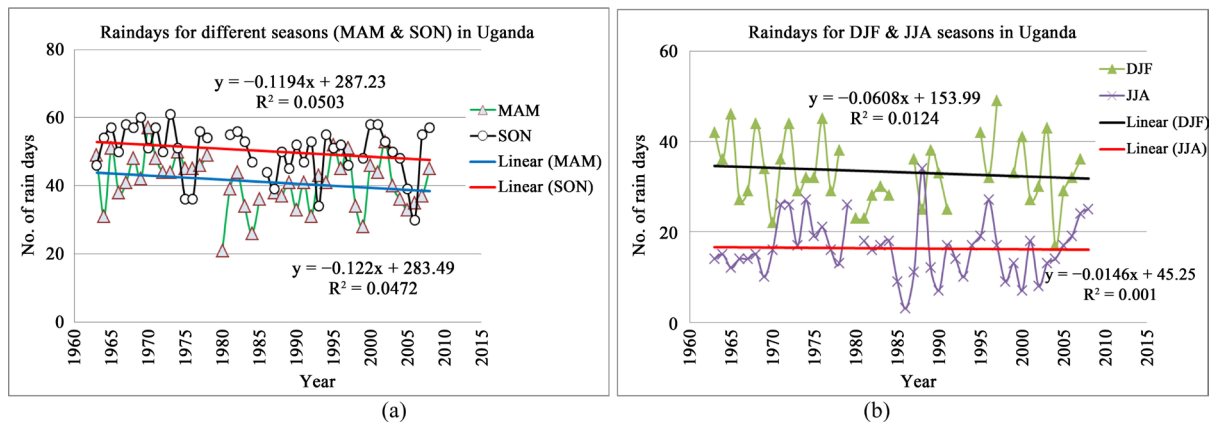 Raindays for different seasons (MAM & SON) in Uganda
80
60
40
20
0
No. of rain days
y = −0.1194x + 287.23
R² = 0.0503
y = −0.122x + 283.49
R² = 0.0472
MAM
SON
Linear (MAM)
Linear (SON)
1960 1965 1970 1975 1980 1985 1990 1995 2000 2005 2010 2015
Year
(a)
Raindays for DJF & JJA seasons in Uganda
60
40
20
0
No. of rain days
y = −0.0608x + 153.99
R² = 0.0124
y = −0.0146x + 45.25
R² = 0.001
DJF
JJA
Linear (DJF)
Linear (JJA)
1960 1965 1970 1975 1980 1985 1990 1995 2000 2005 2010 2015
Year
(b)